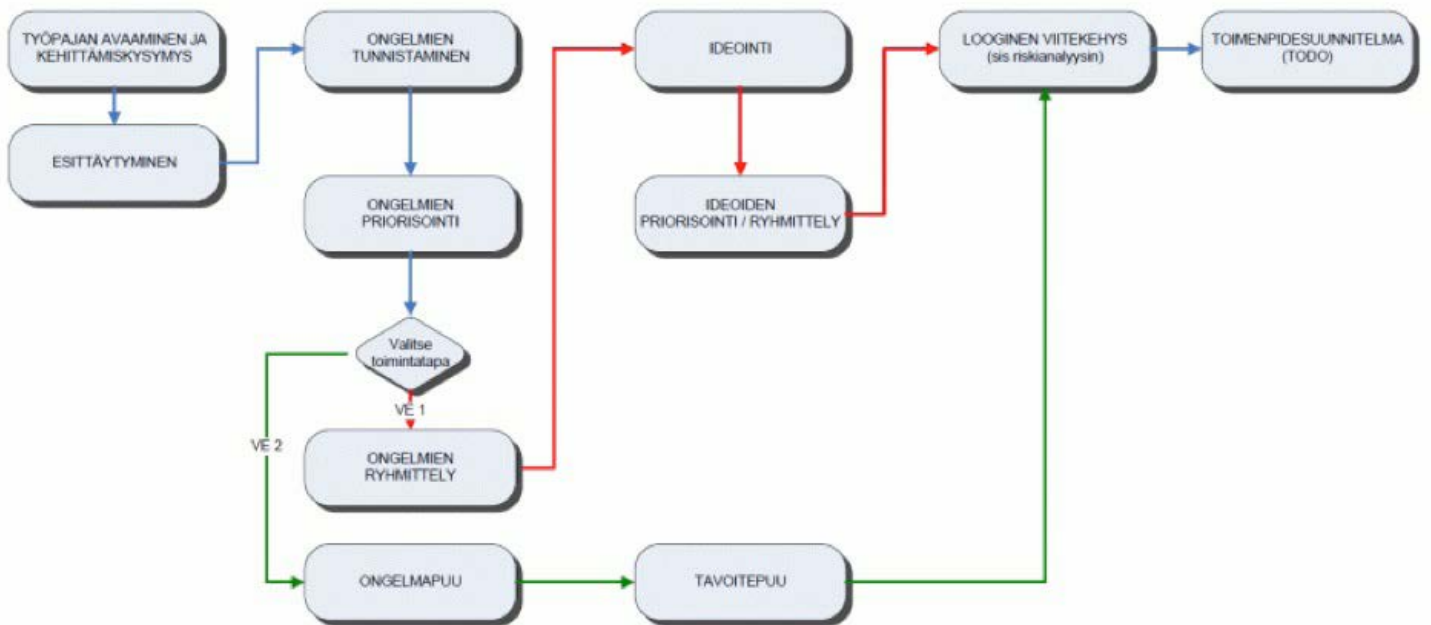 TYÖPAJAN AVAAMINEN JA
KEHITTÄMISKYSYMYS
ESITTÄYTYMINEN
ONGELMIEN
TUNNISTAMINEN
ONGELMIEN
PRIORISOINTI
Valitse
toimintatapa
VE 1
VE 2
ONGELMIEN
RYHMITTELY
IDEOINTI
IDEOIDEN
PRIORISOINTI / RYHMITTELY
ONGELMAPUU
TAVOITEPUU
LOOGINEN VIITEKEHYS
(sis riskianalyysin)
TOIMENPIDESUUNNITELMA
(TODO)